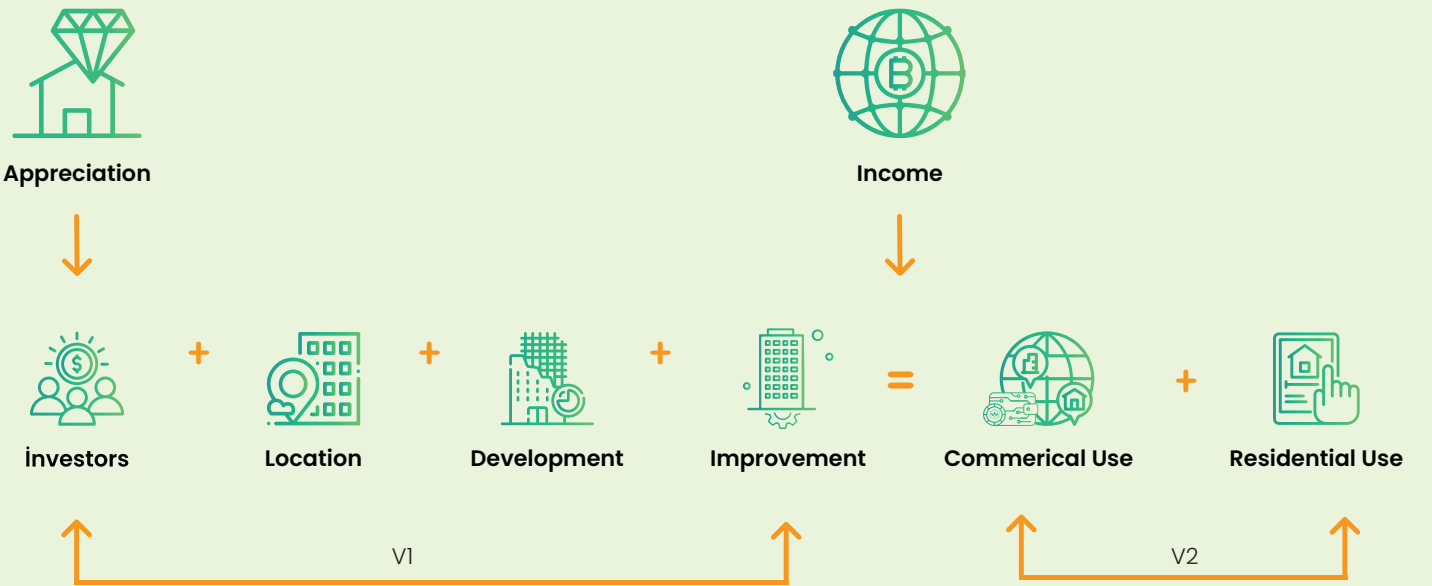 Appreciation
Income
İnvestors
Location
Development
Improvement
Commerical Use
Residential Use
V1
V2